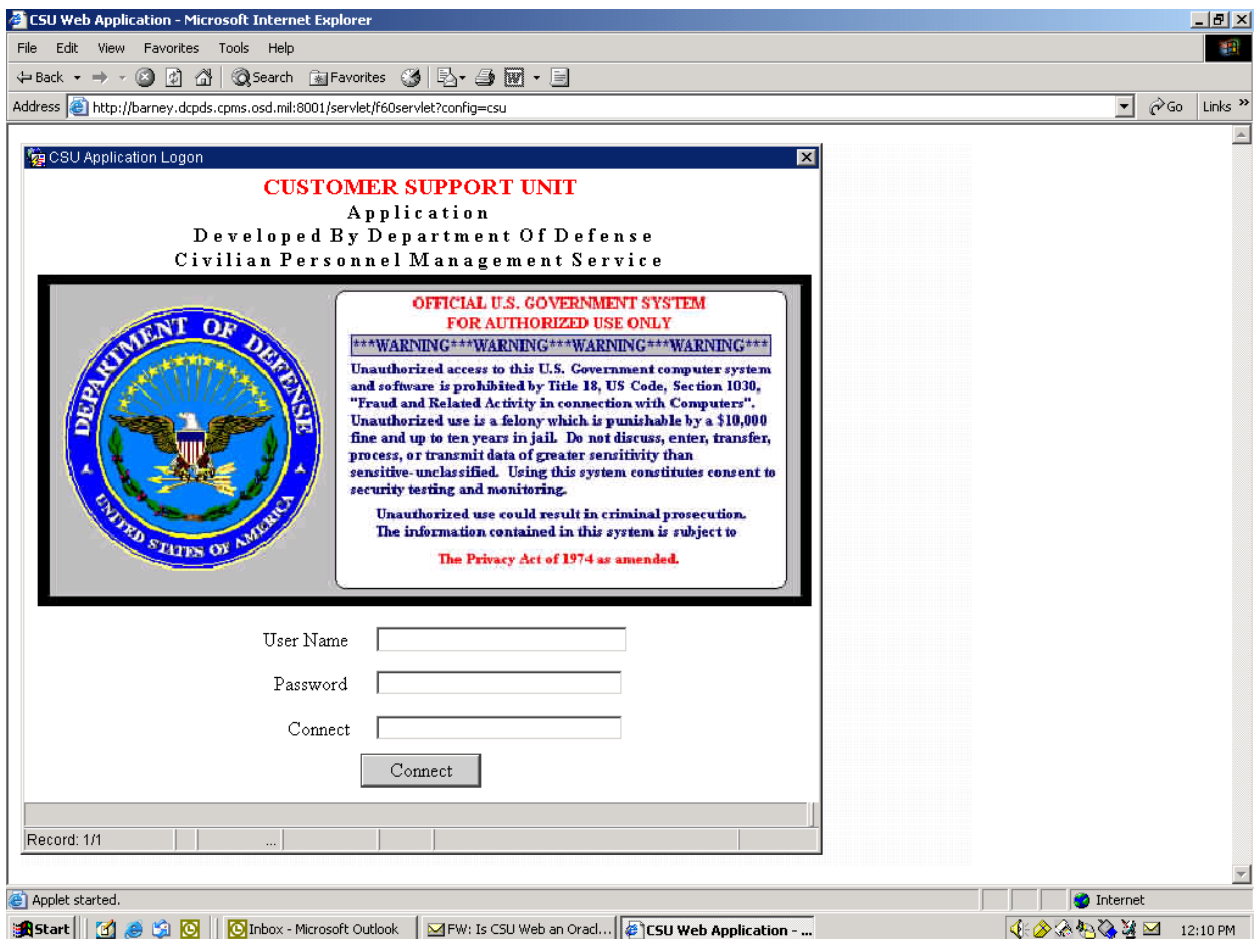 CSU Web Application - Microsoft Internet Explorer
File Edit View Favorites Tools Help
Back Search Favorites
Address http://barney.dcpds.cpms.osd.mil:8001/servlet/f60servlet?config=csu Go Links »
CSU Application Logon
CUSTOMER SUPPORT UNIT
Application
Developed By Department Of Defense
Civilian Personnel Management Service
DEPARTMENT OF DEFENSE
UNITED STATES OF AMERICA
OFFICIAL U.S. GOVERNMENT SYSTEM
FOR AUTHORIZED USE ONLY
***WARNING***WARNING***WARNING***WARNING***
Unauthorized access to this U.S. Government computer system
and software is prohibited by Title 18, US Code, Section 1030,
"Fraud and Related Activity in connection with Computers".
Unauthorized use is a felony which is punishable by a $10,000
fine and up to ten years in jail. Do not discuss, enter, transfer,
process, or transmit data of greater sensitivity than
sensitive-unclassified. Using this system constitutes consent to
security testing and monitoring.
Unauthorized use could result in criminal prosecution.
The information contained in this system is subject to
The Privacy Act of 1974 as amended.
User Name
Password
Connect
Connect
Record: 1/1 ...
Applet started. Internet
Start Inbox - Microsoft Outlook FW: Is CSU Web an Oracl... CSU Web Application - ... 12:10 PM